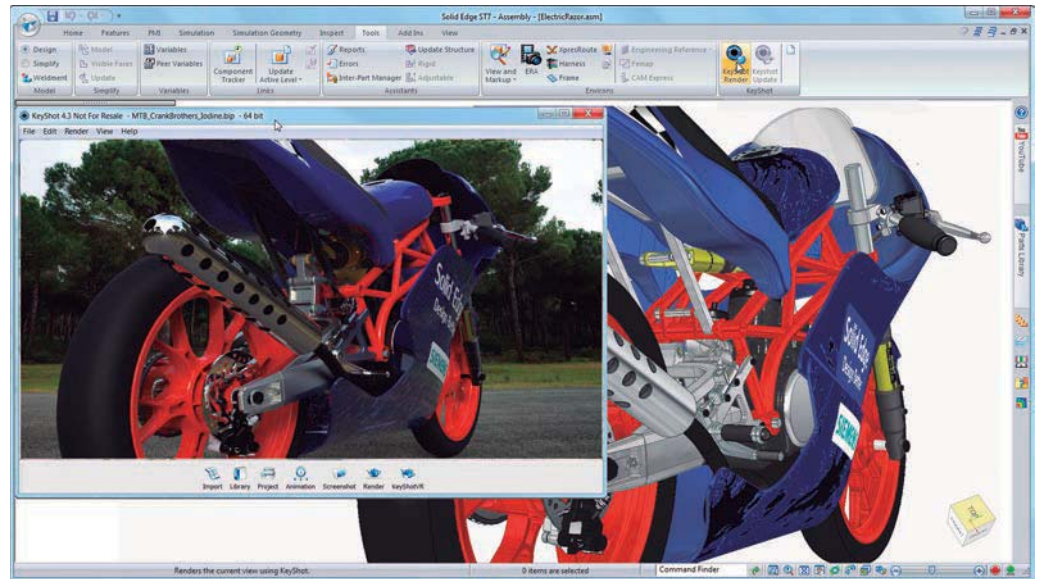 Solid Edge ST7 - Assembly - [ElectricRazor.asm]
Home Features PMI Simulation Simulation Geometry Inspect Tools Add Ins View
Design Model Variables Reports Update Structure XpresRoute Engineering Reference
Simplify Visible Faces Peer Variables Errors Rigid Harness Femap
Weldment Update Component Tracker Update Active Level Inter-Part Manager Adjustable View and Markup ERA Frame CAM Express KeyShot Render Keyshot Update
Model Simplify Variables Links Assistants Environs KeyShot
KeyShot 4.3 Not For Resale - MTB_CrankBrothers_Iodine.bip - 64 bit
File Edit Render View Help
YouTube
Parts Library
Solid Edge
SIEMENS
Solid Edge
SIEMENS
Import Library Project Animation Screenshot Render KeyShotVR
TOP
Renders the current view using KeyShot. 0 items are selected Command Finder